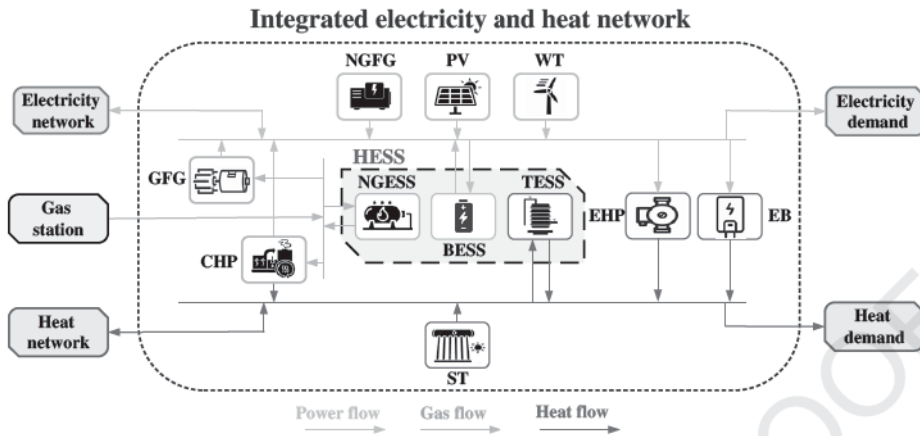 Integrated electricity and heat network
NGFG
PV
WT
Electricity
network
Electricity
demand
HESS
GFG
NGESS
TESS
Gas
station
EHP
EB
CHP
BESS
Heat
network
Heat
demand
ST
Power flow
Gas flow
Heat flow